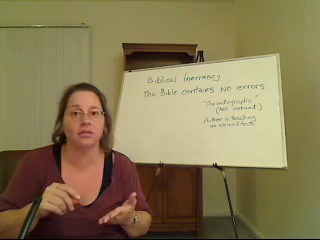 Biblical Inerrancy
The Bible contains NO errors
"The autographs"
(Not extant)
Author is teaching